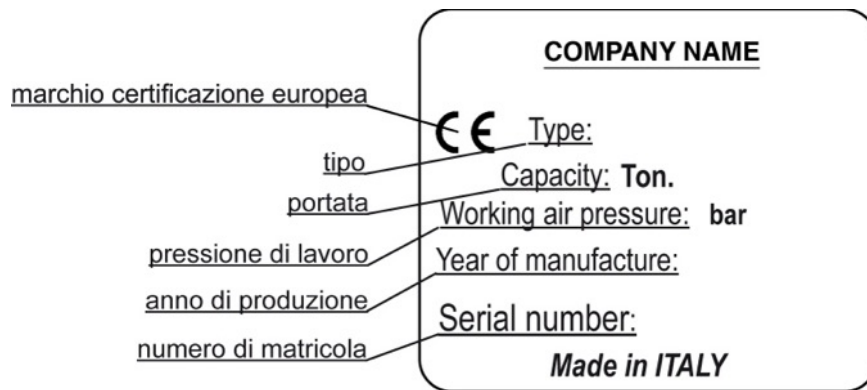 COMPANY NAME
marchio certificazione europea
CE Type:
tipo
Capacity: Ton.
portata
Working air pressure: bar
pressione di lavoro
Year of manufacture:
anno di produzione
Serial number:
numero di matricola
Made in ITALY